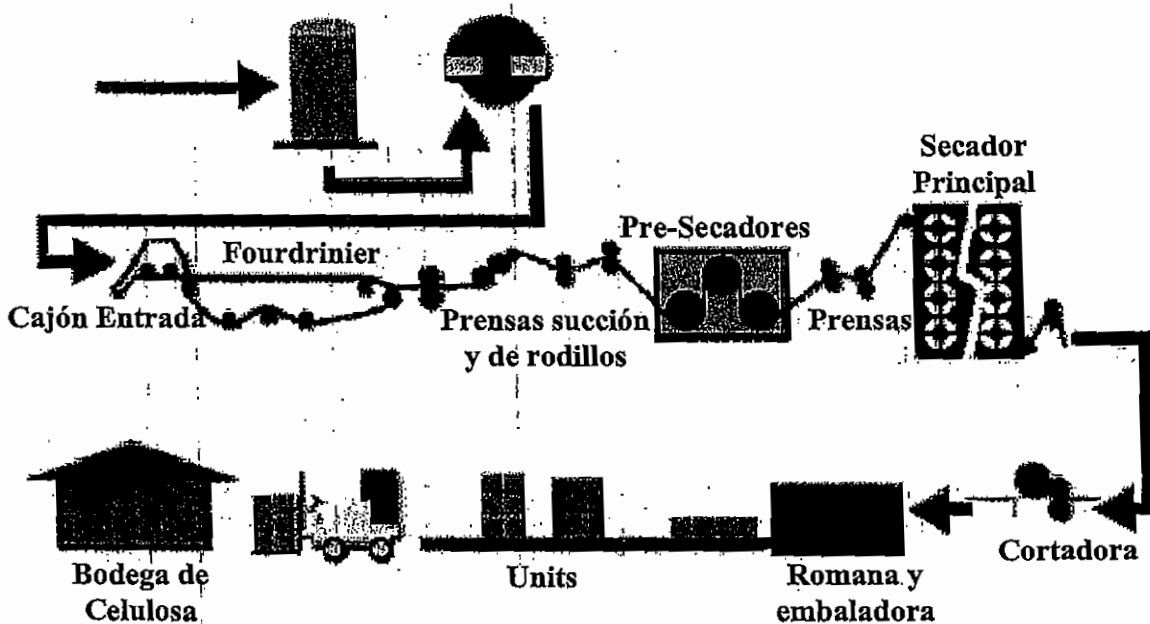 Secador
Principal
Pre-Secadores
Fourdrinier
Cajón Entrada
Prensas succión
y de rodillos
Prensas
Cortadora
Romana y
embaladora
Units
Bodega de
Celulosa